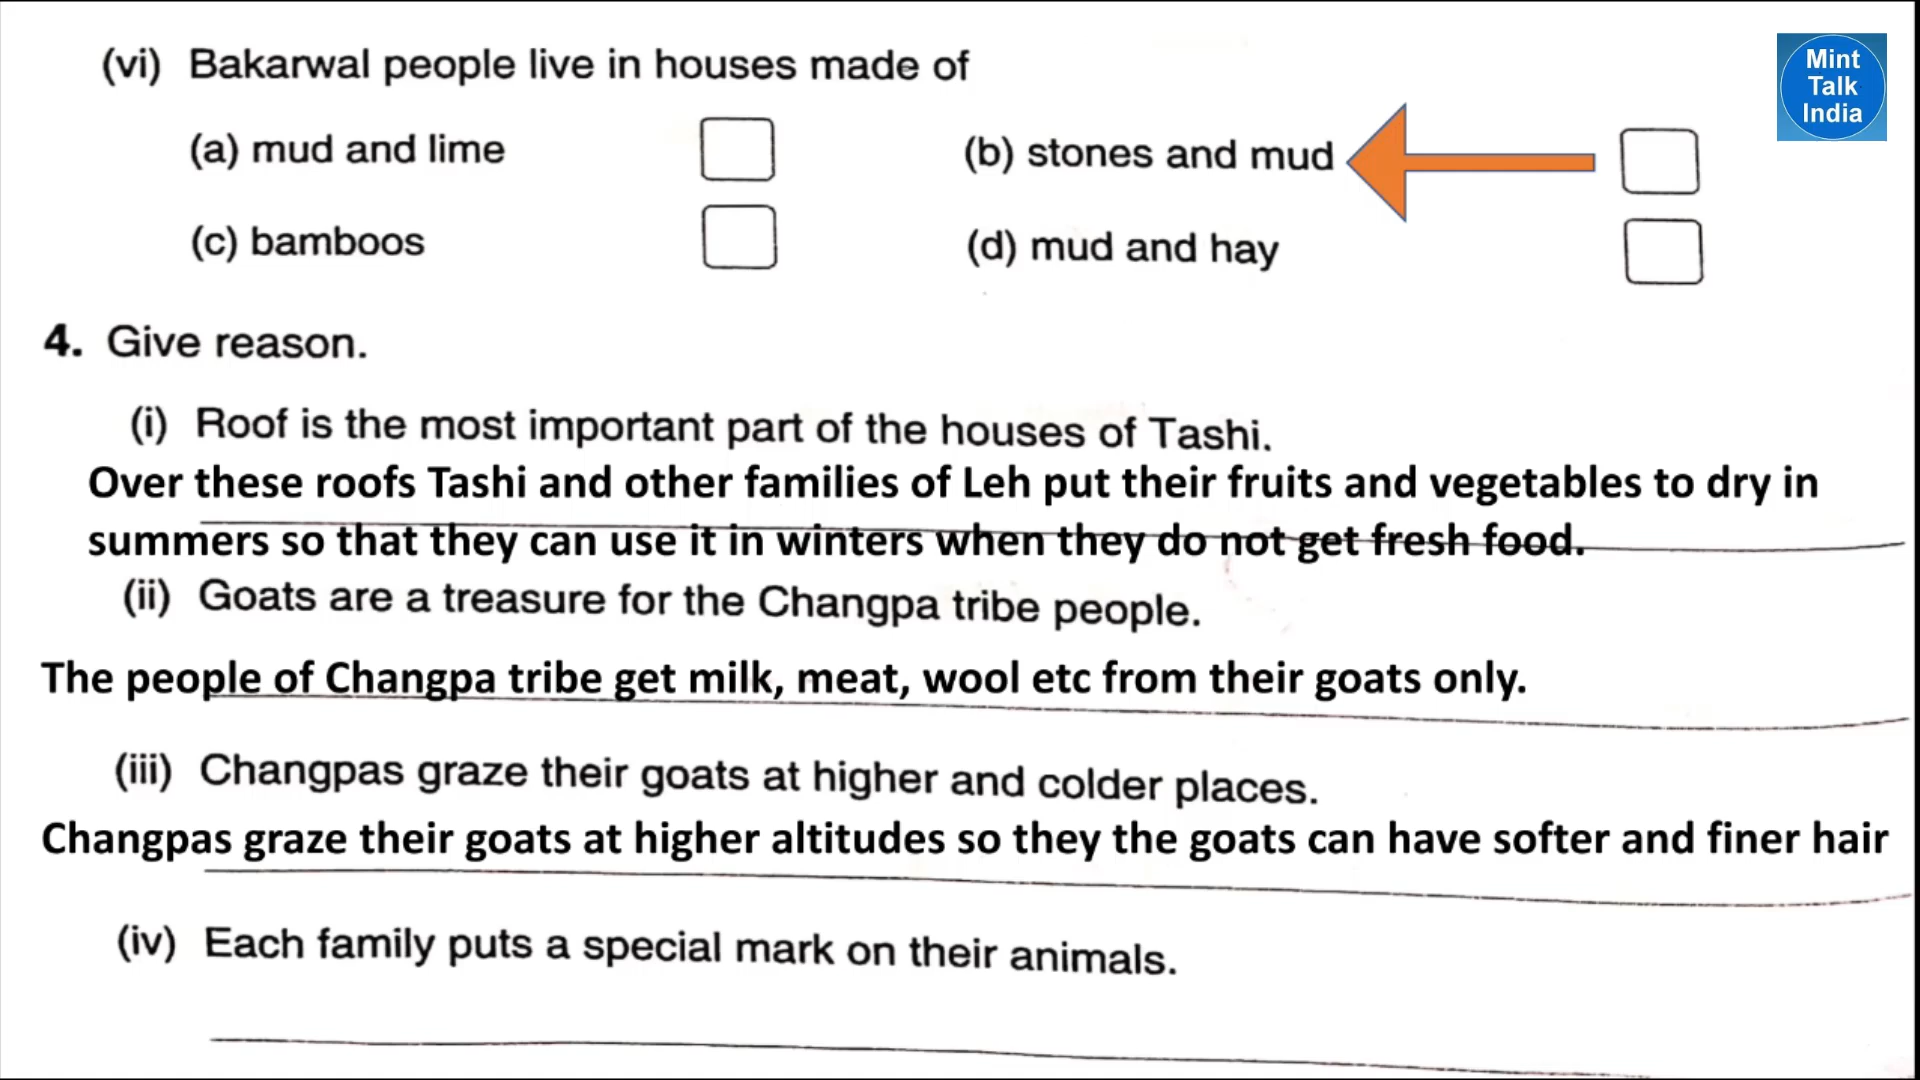 (vi) Bakarwal people live in houses made of
Mint
Talk
India
(a) mud and lime
(b) stones and mud
(c) bamboos
(d) mud and hay
4. Give reason.
(i) Roof is the most important part of the houses of Tashi.
Over these roofs Tashi and other families of Leh put their fruits and vegetables to dry in
summers so that they can use it in winters when they do not get fresh food.
(ii) Goats are a treasure for the Changpa tribe people.
The people of Changpa tribe get milk, meat, wool etc from their goats only.
(iii) Changpas graze their goats at higher and colder places.
Changpas graze their goats at higher altitudes so they the goats can have softer and finer hair
(iv) Each family puts a special mark on their animals.